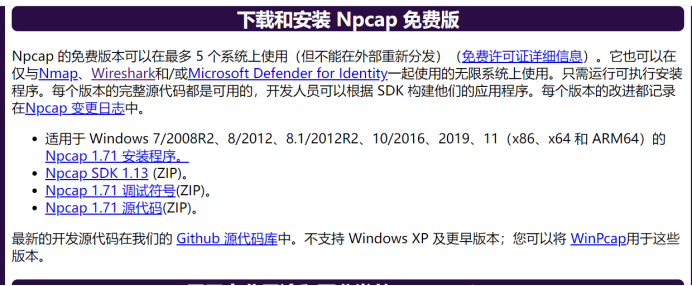 下载和安装 Npcap 免费版
Npcap 的免费版本可以在最多 5 个系统上使用（但不能在外部重新分发）（免费许可证详细信息）。它也可以在
仅与Nmap、Wireshark和/或Microsoft Defender for Identity一起使用的无限系统上使用。只需运行可执行安装
程序。每个版本的完整源代码都是可用的，开发人员可以根据 SDK 构建他们的应用程序。每个版本的改进都记录
在Npcap 变更日志中。
• 适用于 Windows 7/2008R2、8/2012、8.1/2012R2、10/2016、2019、11（x86、x64 和 ARM64）的
Npcap 1.71 安装程序。
• Npcap SDK 1.13 (ZIP)。
• Npcap 1.71 调试符号(ZIP)。
• Npcap 1.71 源代码(ZIP)。
最新的开发源代码在我们的 Github 源代码库中。不支持 Windows XP 及更早版本；您可以将 WinPcap用于这些
版本。